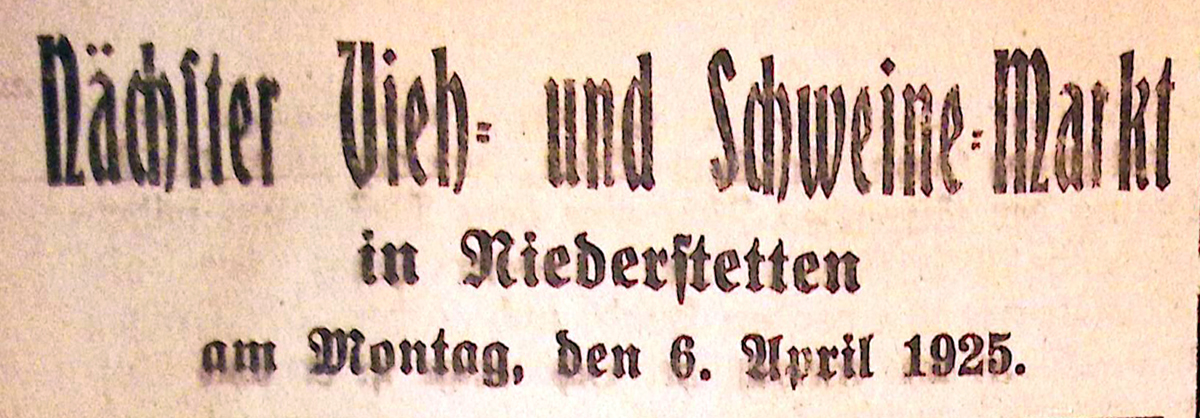 Nächster Vieh- und Schweine-Markt
in Niederstetten
am Montag, den 6. April 1925.